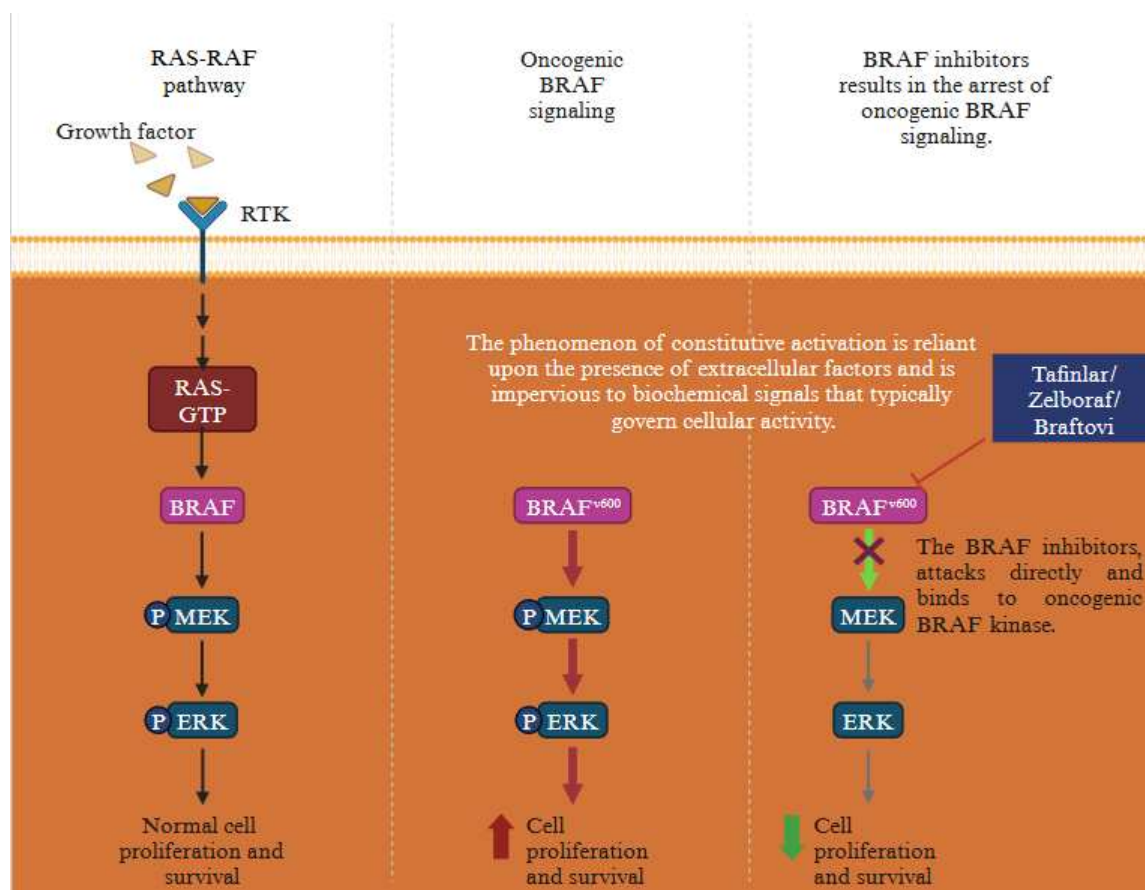 RAS-RAF
pathway
Growth factor
RTK
RAS-
GTP
BRAF
P MEK
P ERK
Normal cell
proliferation and
survival
Oncogenic
BRAF
signaling
The phenomenon of constitutive activation is reliant
upon the presence of extracellular factors and is
impervious to biochemical signals that typically
govern cellular activity.
BRAFv600
P MEK
P ERK
Cell
proliferation
and survival
BRAF inhibitors
results in the arrest of
oncogenic BRAF
signaling.
Tafinlar/
Zelboraf/
Braftovi
BRAFv600
The BRAF inhibitors,
attacks directly and
binds to oncogenic
BRAF kinase.
MEK
ERK
Cell
proliferation
and survival